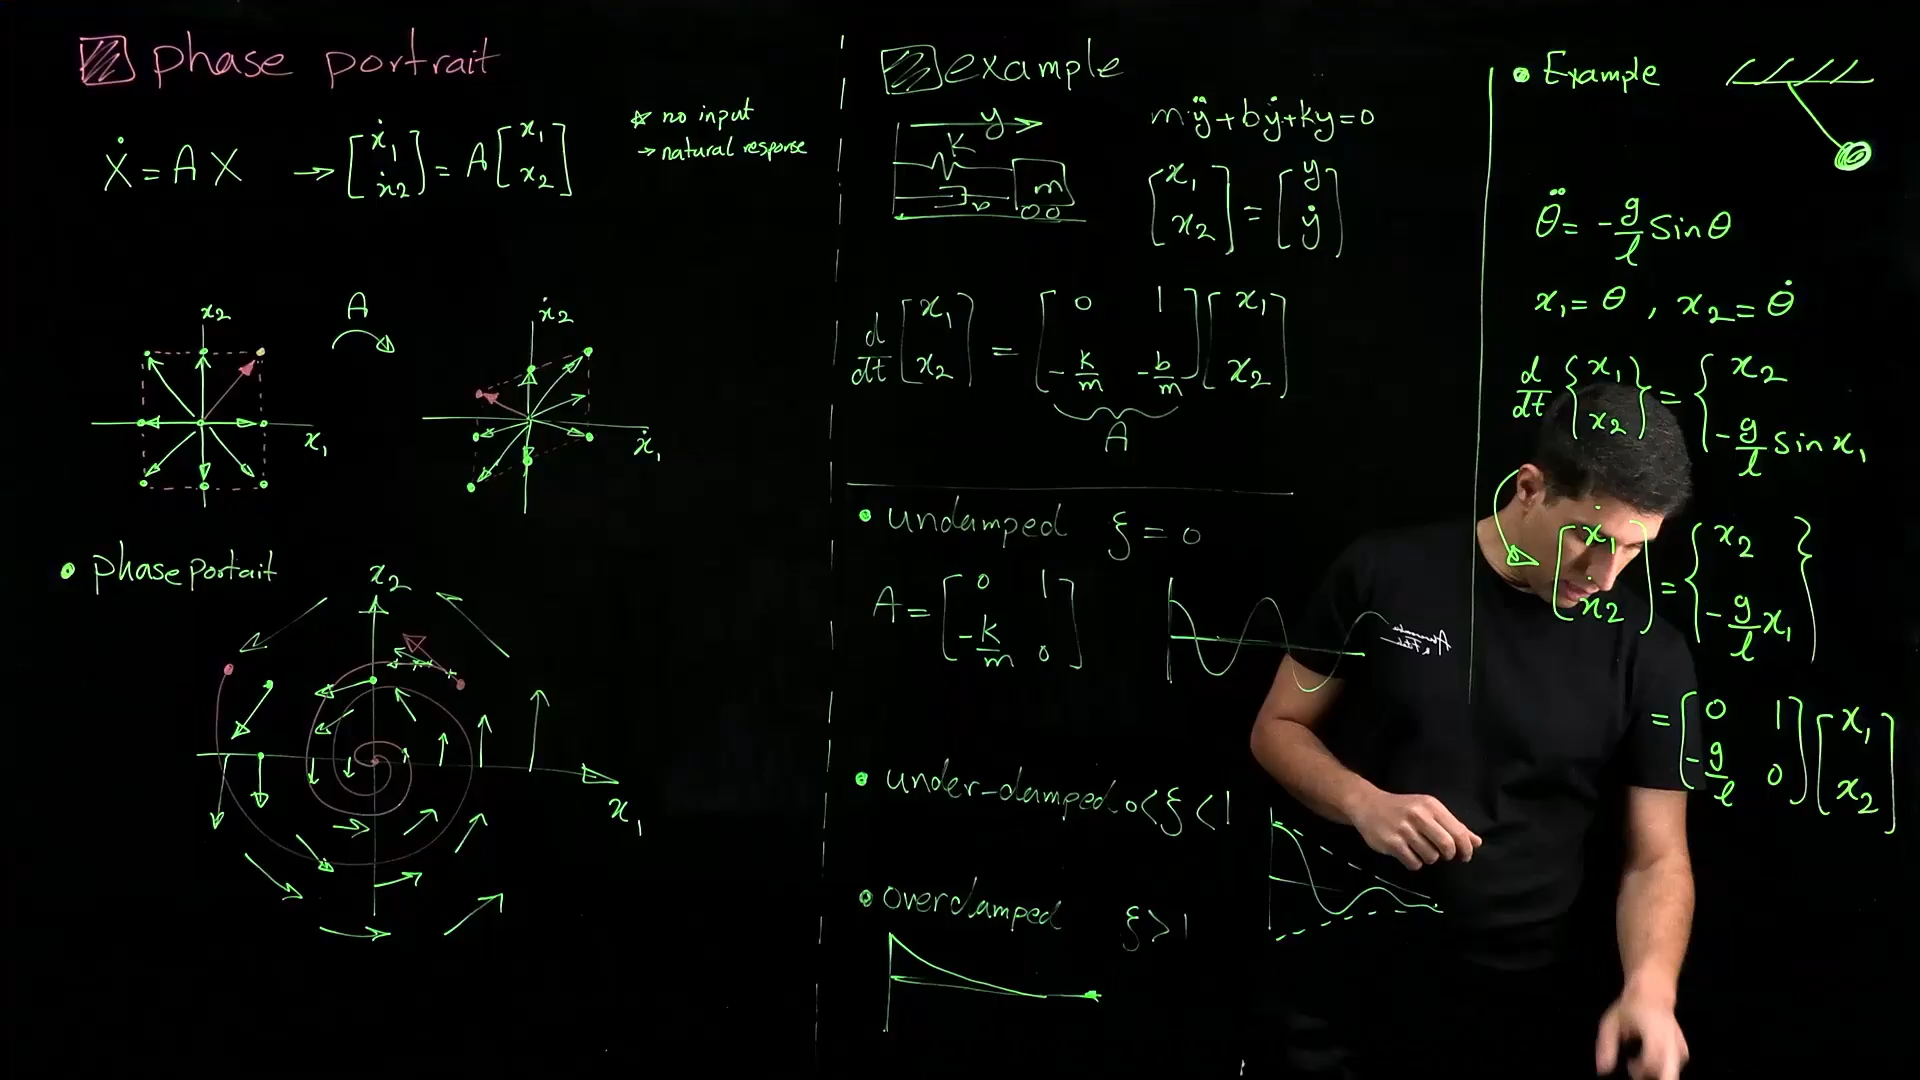 phase portrait
Ẋ = A X → [ẋ1 ẋ2] = A [x1 x2]
* no input
→ natural response
x2
x1
A
ẋ2
ẋ1
• phase portait
x2
x1
example
y
K
m
b
mÿ+bẏ+ky=0
[x1 x2] = [y ẏ]
d/dt [x1 x2] = [0 1 -k/m -b/m] [x1 x2]
A
• undamped ξ = 0
A = [0 1 -k/m 0]
• under-damped 0<ξ<1
• overdamped ξ>1
• Example
θ̈ = -g/l Sinθ
x1 = θ , x2 = θ̇
d/dt {x1 x2} = {x2 -g/l sin x1
[ẋ1 ẋ2] = {x2 -g/l x1}
= [0 1 -g/l 0] [x1 x2]